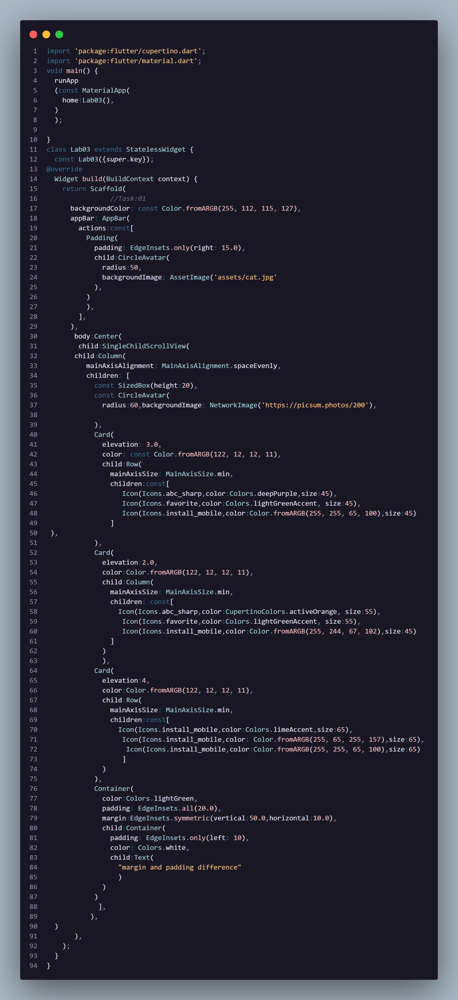 1 import 'package:flutter/cupertino.dart';
2 import 'package:flutter/material.dart';
3 void main() {
4   runApp
5   (const MaterialApp(
6     home:Lab03(),
7   )
8   );
9
10 }
11 class Lab03 extends StatelessWidget {
12   const Lab03({super.key});
13 @override
14   Widget build(BuildContext context) {
15     return Scaffold(
16                 //Task:01
17       backgroundColor: const Color.fromARGB(255, 112, 115, 127),
18       appBar: AppBar(
19         actions:const[
20           Padding(
21             padding: EdgeInsets.only(right: 15.0),
22             child:CircleAvatar(
23               radius:50,
24               backgroundImage: AssetImage('assets/cat.jpg'
25             ),
26           )
27           ),
28         ],
29       ),
30        body:Center(
31         child:SingleChildScrollView(
32        child:Column(
33           mainAxisAlignment: MainAxisAlignment.spaceEvenly,
34           children: [
35             const SizedBox(height:20),
36             const CircleAvatar(
37               radius:60,backgroundImage: NetworkImage('https://picsum.photos/200'),
38
39             ),
40             Card(
41               elevation: 3.0,
42               color: const Color.fromARGB(122, 12, 12, 11),
43               child:Row(
44                 mainAxisSize: MainAxisSize.min,
45                 children:const[
46                    Icon(Icons.abc_sharp,color:Colors.deepPurple,size:45),
47                    Icon(Icons.favorite,color:Colors.lightGreenAccent, size:45),
48                    Icon(Icons.install_mobile,color:Color.fromARGB(255, 255, 65, 100),size:45)
49                 ]
50  ),
51             ),
52             Card(
53               elevation:2.0,
54               color:Color.fromARGB(122, 12, 12, 11),
55               child:Column(
56                 mainAxisSize: MainAxisSize.min,
57                 children: const[
58                   Icon(Icons.abc_sharp,color:CupertinoColors.activeOrange, size:55),
59                    Icon(Icons.favorite,color:Colors.lightGreenAccent, size:55),
60                    Icon(Icons.install_mobile,color:Color.fromARGB(255, 244, 67, 102),size:45)
61                 ]
62               )
63               ),
64             Card(
65               elevation:4,
66               color:Color.fromARGB(122, 12, 12, 11),
67               child:Row(
68                 mainAxisSize: MainAxisSize.min,
69                 children:const[
70                   Icon(Icons.install_mobile,color:Colors.limeAccent,size:65),
71                    Icon(Icons.install_mobile,color: Color.fromARGB(255, 65, 255, 157),size:65),
72                     Icon(Icons.install_mobile,color:Color.fromARGB(255, 255, 65, 100),size:65)
73                    ]
74               )
75             ),
76             Container(
77               color:Colors.lightGreen,
78               padding: EdgeInsets.all(20.0),
79               margin:EdgeInsets.symmetric(vertical:50.0,horizontal:10.0),
80               child:Container(
81                 padding: EdgeInsets.only(left: 10),
82                 color: Colors.white,
83                 child:Text(
84                   "margin and padding difference"
85                   )
86               )
87             )
88              ],
89            ),
90   )
91        ),
92     );
93   }
94 }